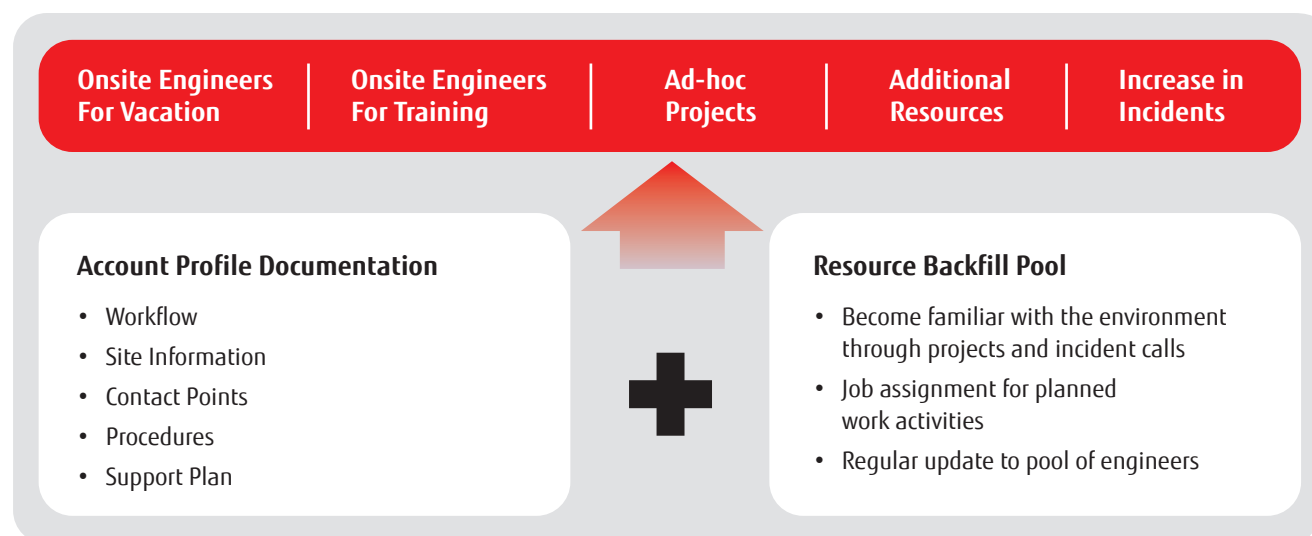 Onsite Engineers
For Vacation
Onsite Engineers
For Training
Ad-hoc
Projects
Additional
Resources
Increase in
Incidents
Account Profile Documentation
• Workflow
• Site Information
• Contact Points
• Procedures
• Support Plan
Resource Backfill Pool
• Become familiar with the environment
through projects and incident calls
• Job assignment for planned
work activities
• Regular update to pool of engineers